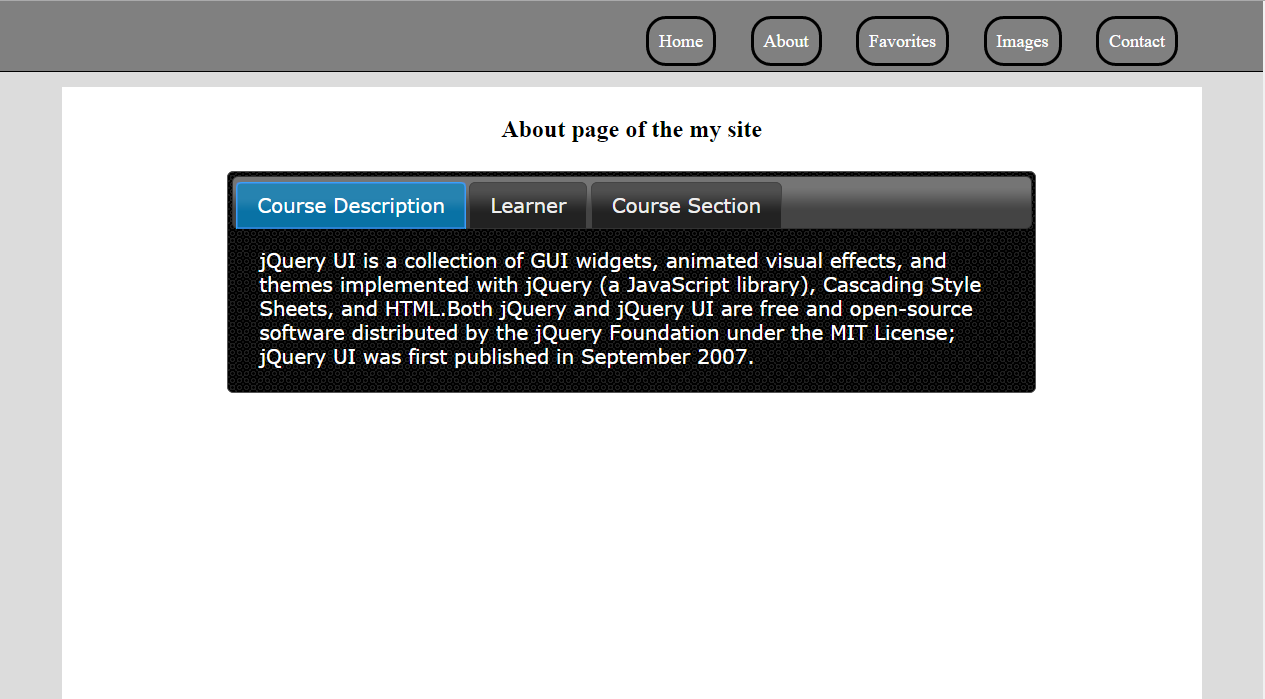 Home About Favorites Images Contact
About page of the my site
Course Description Learner Course Section
jQuery UI is a collection of GUI widgets, animated visual effects, and
themes implemented with jQuery (a JavaScript library), Cascading Style
Sheets, and HTML.Both jQuery and jQuery UI are free and open-source
software distributed by the jQuery Foundation under the MIT License;
jQuery UI was first published in September 2007.